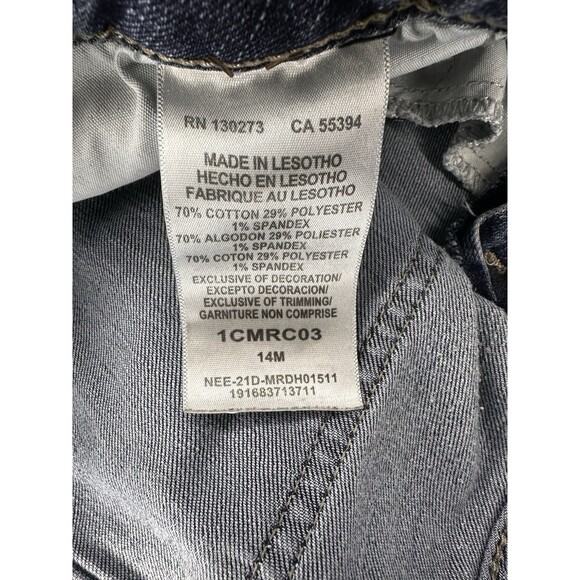 RN 130273 CA 55394
MADE IN LESOTHO
HECHO EN LESOTHO
FABRIQUE AU LESOTHO
70% COTTON 29% POLYESTER
1% SPANDEX
70% ALGODON 29% POLIESTER
1% SPANDEX
70% COTON 29% POLYESTER
1% SPANDEX
EXCLUSIVE OF DECORATION/
EXCEPTO DECORACION/
EXCLUSIVE OF TRIMMING/
GARNITURE NON COMPRISE
1CMRC03
14M
NEE-21D-MRDH01511
191683713711